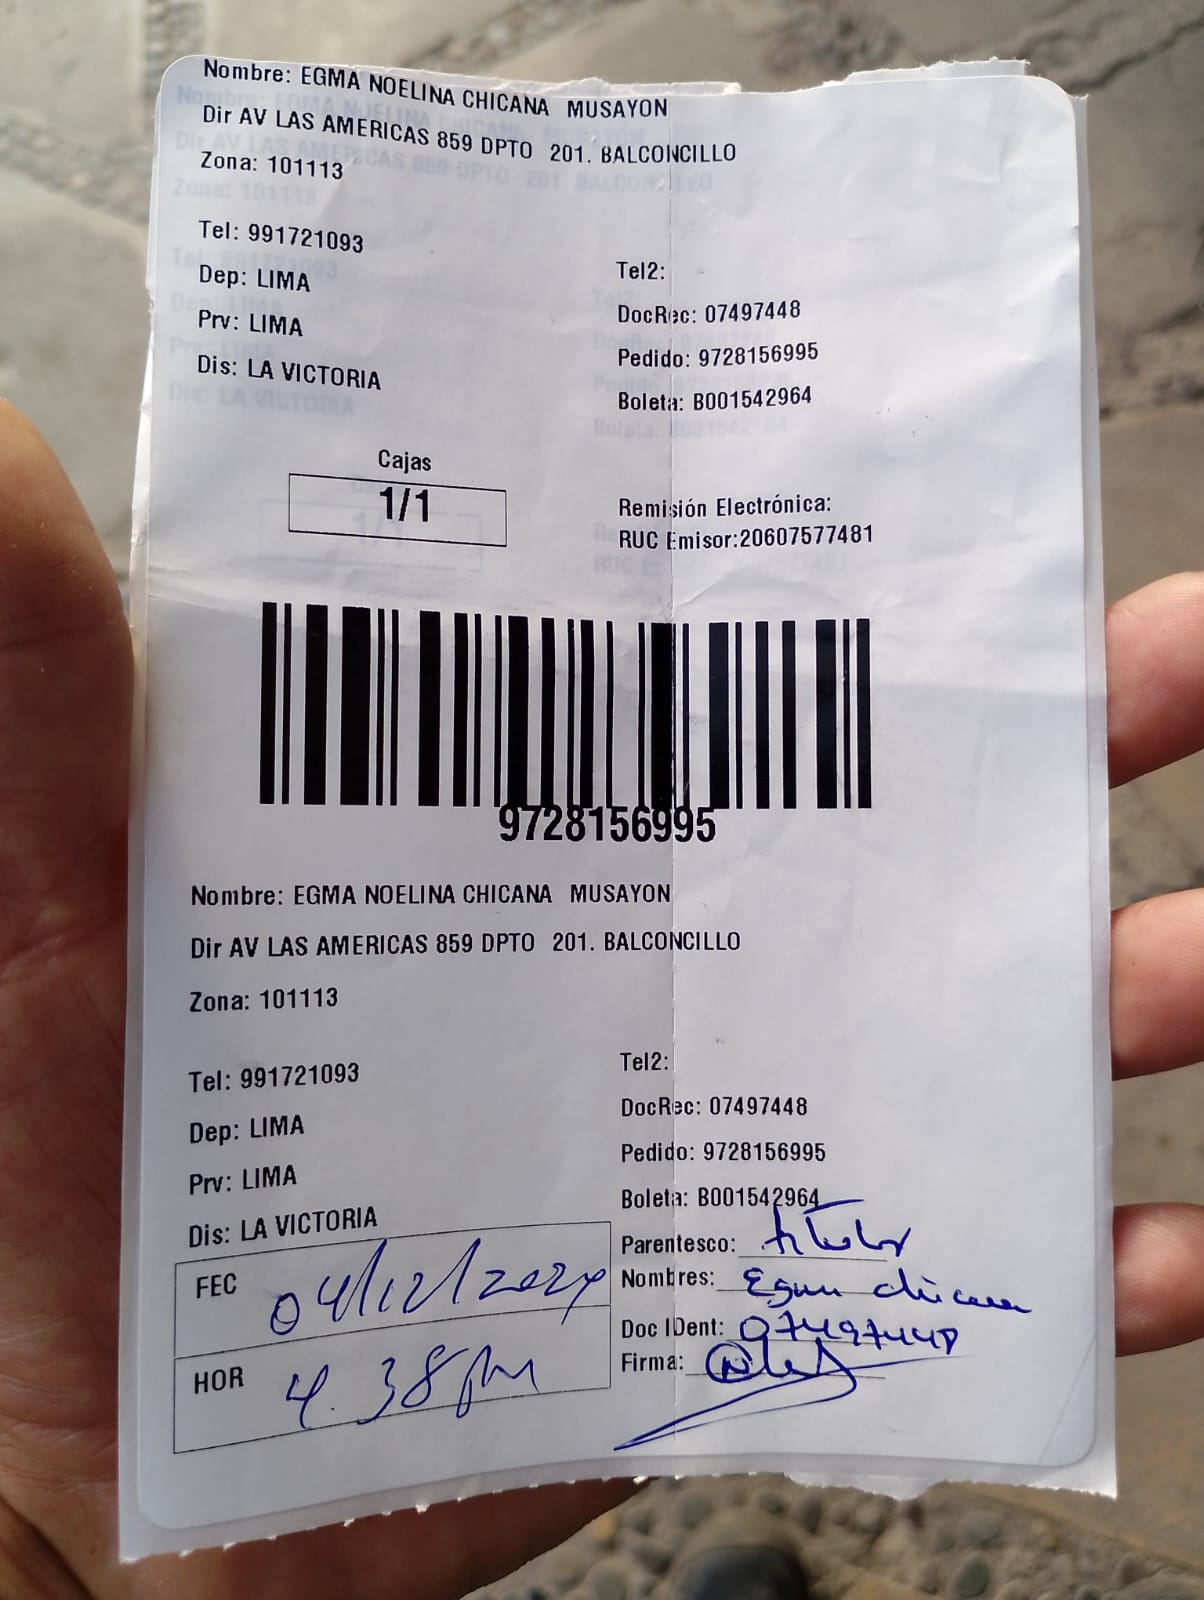 Nombre: EGMA NOELINA CHICANA MUSAYON
Dir AV LAS AMERICAS 859 DPTO 201. BALCONCILLO
Zona: 101113
Tel: 991721093
Dep: LIMA
Prv: LIMA
Dis: LA VICTORIA
Tel2:
DocRec: 07497448
Pedido: 9728156995
Boleta: B001542964
Cajas
1/1
Remisión Electrónica:
RUC Emisor:20607577481
9728156995
Nombre: EGMA NOELINA CHICANA MUSAYON
Dir AV LAS AMERICAS 859 DPTO 201. BALCONCILLO
Zona: 101113
Tel: 991721093
Dep: LIMA
Prv: LIMA
Dis: LA VICTORIA
Tel2:
DocRec: 07497448
Pedido: 9728156995
Boleta: B001542964
Parentesco: titular
Nombres: Egma Chicana
Doc IDent: 07497448
Firma:
FEC 04/12/2024
HOR 4.38pm